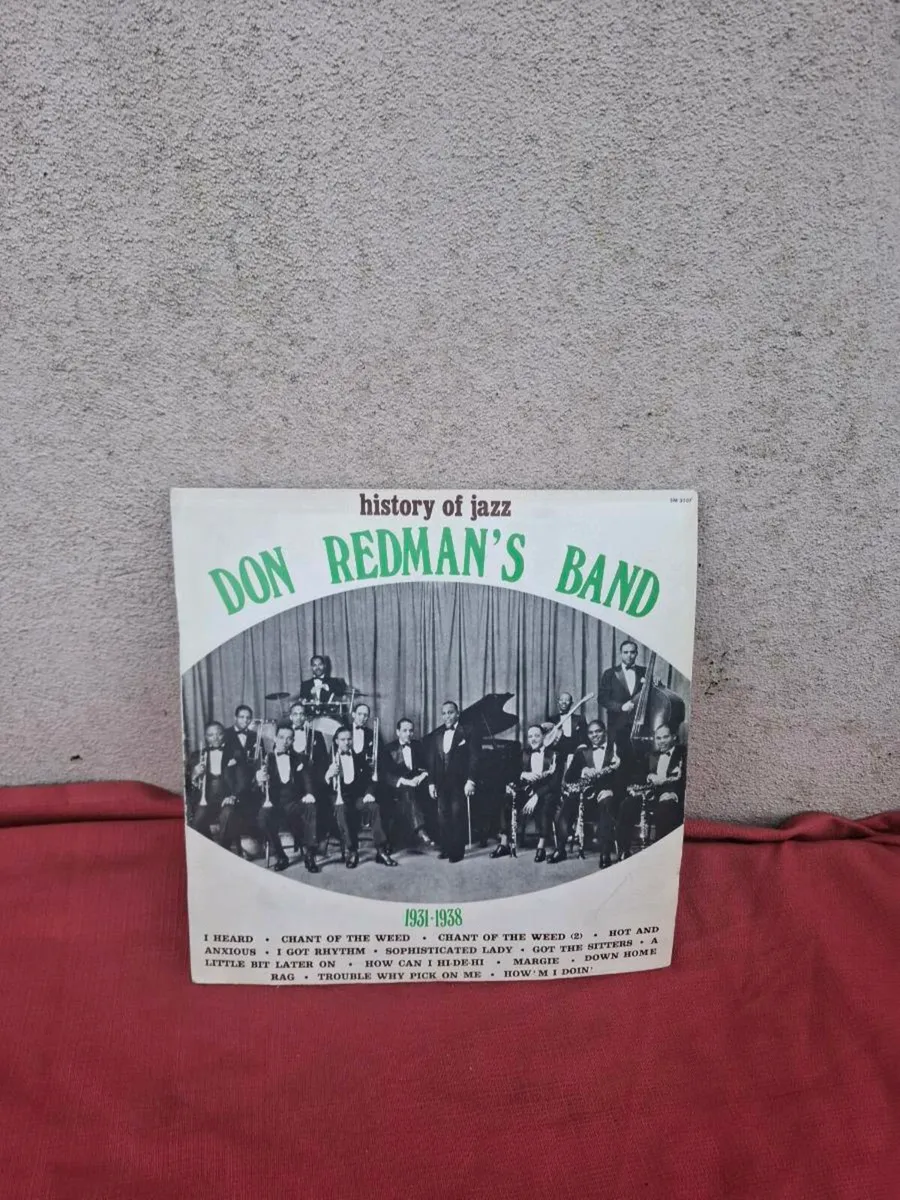 history of jazz
DON REDMAN'S BAND
1931-1938
I HEARD • CHANT OF THE WEED • CHANT OF THE WEED (2) • HOT AND
ANXIOUS • I GOT RHYTHM • SOPHISTICATED LADY • GOT THE SITTERS • A
LITTLE BIT LATER ON • HOW CAN I HI-DE-HI • MARGIE • DOWN HOME
RAG • TROUBLE WHY PICK ON ME • HOW'M I DOIN'